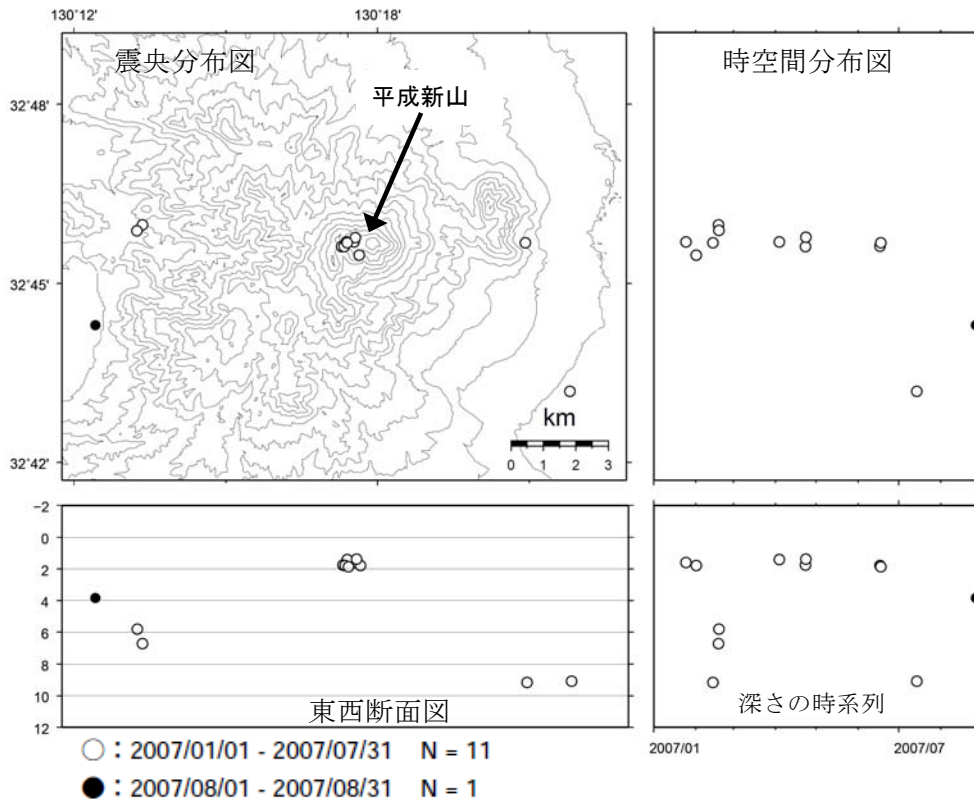 130°12' 130°18'
震央分布図
時空間分布図
平成新山
32°48'
32°45'
32°42'
km
0 1 2 3
−2
0
2
4
6
8
10
12
東西断面図
深さの時系列
2007/01 2007/07
○：2007/01/01 - 2007/07/31 N = 11
●：2007/08/01 - 2007/08/31 N = 1